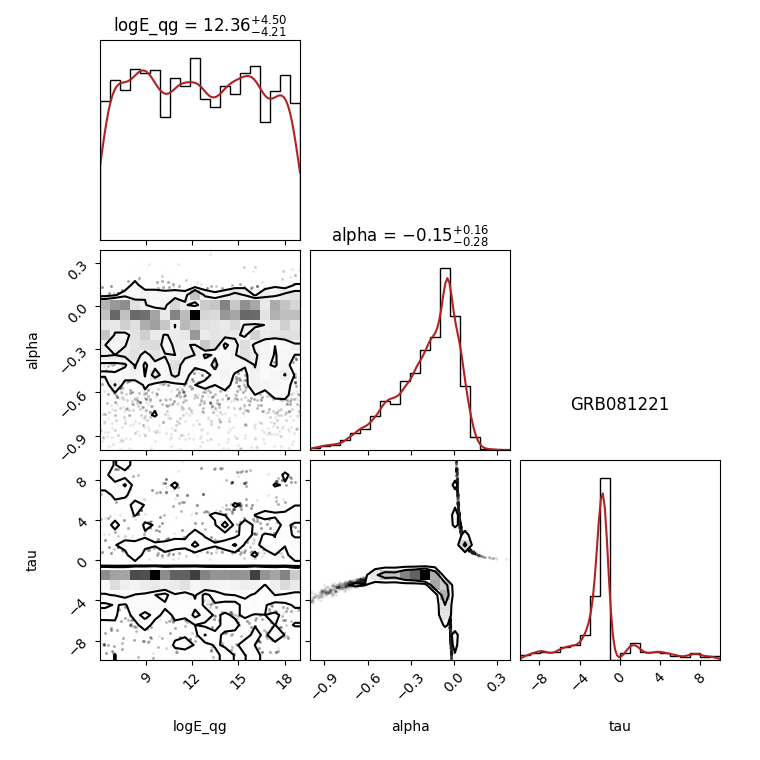 logE_qg = 12.36^{+4.50}_{−4.21}
alpha = −0.15^{+0.16}_{−0.28}
alpha
0.3
0.0
−0.3
−0.6
−0.9
GRB081221
tau
8
4
0
−4
−8
9 12 15 18
−0.9 −0.6 −0.3 0.0 0.3
−8 −4 0 4 8
logE_qg alpha tau